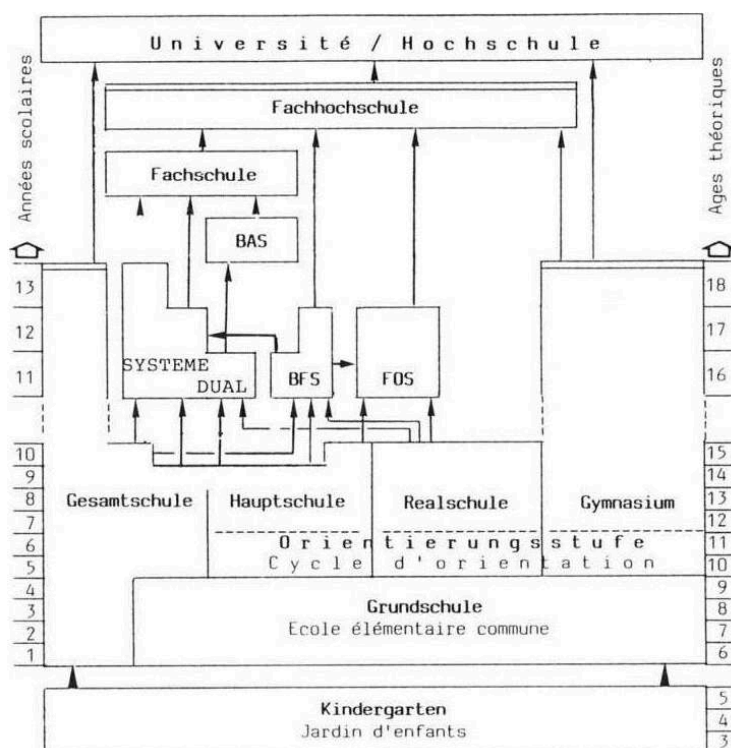 Université / Hochschule
Années scolaires
Ages théoriques
Fachhochschule
Fachschule
BAS
13
18
12
17
SYSTEME
DUAL
BFS
FOS
11
16
10
15
9
14
Gesamtschule
Hauptschule
Realschule
Gymnasium
8
13
7
12
6
Orientierungsstufe
11
5
Cycle d'orientation
10
4
9
Grundschule
3
8
Ecole élémentaire commune
2
7
1
6
Kindergarten
5
Jardin d'enfants
4
3